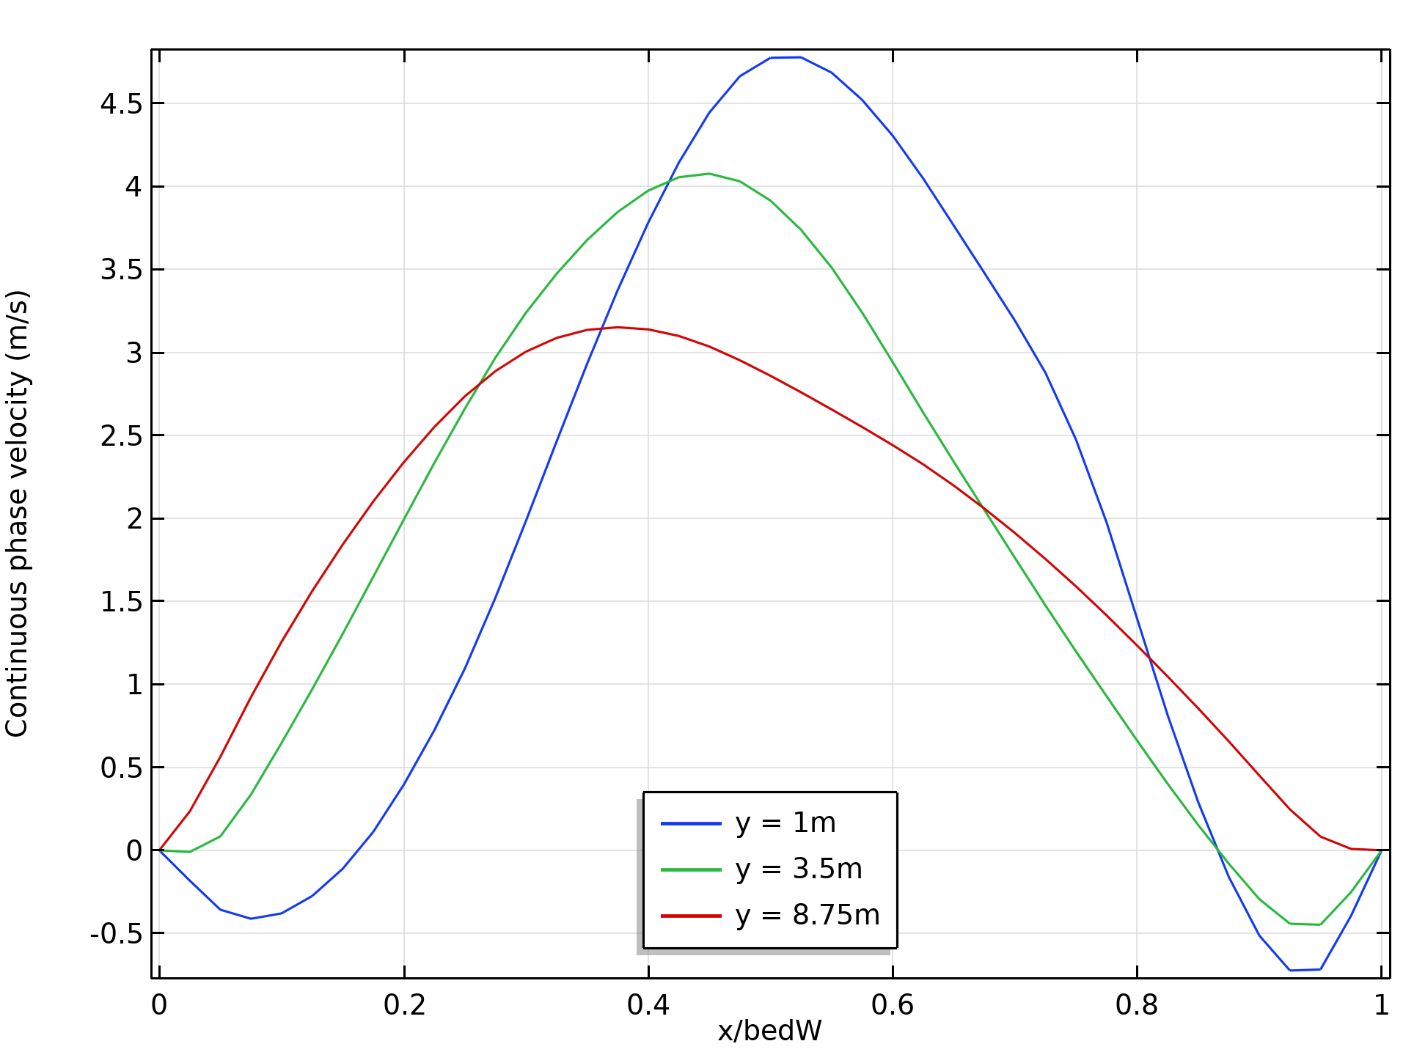 Continuous phase velocity (m/s)
4.5
4
3.5
3
2.5
2
1.5
1
0.5
0
-0.5
y = 1m
y = 3.5m
y = 8.75m
0 0.2 0.4 0.6 0.8 1
x/bedW